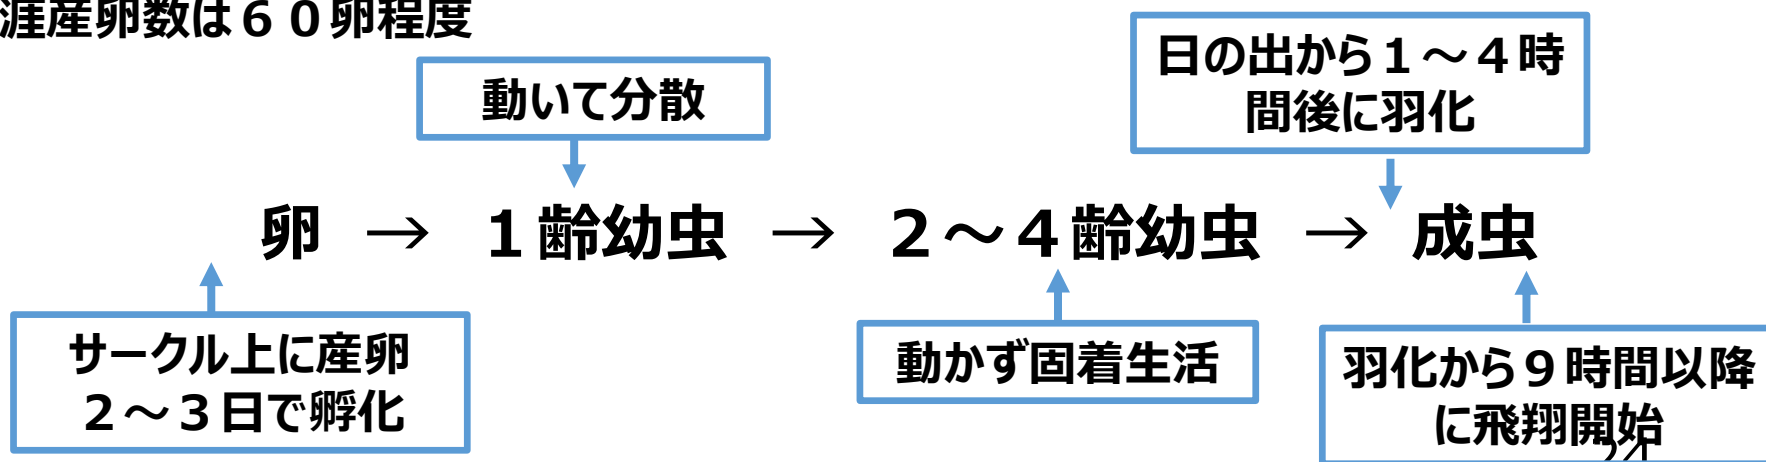 涯産卵数は６０卵程度
動いて分散
日の出から１～４時
間後に羽化
卵 → １齢幼虫 → ２～４齢幼虫 → 成虫
サークル上に産卵
２～３日で孵化
動かず固着生活
羽化から９時間以降
に飛翔開始
24